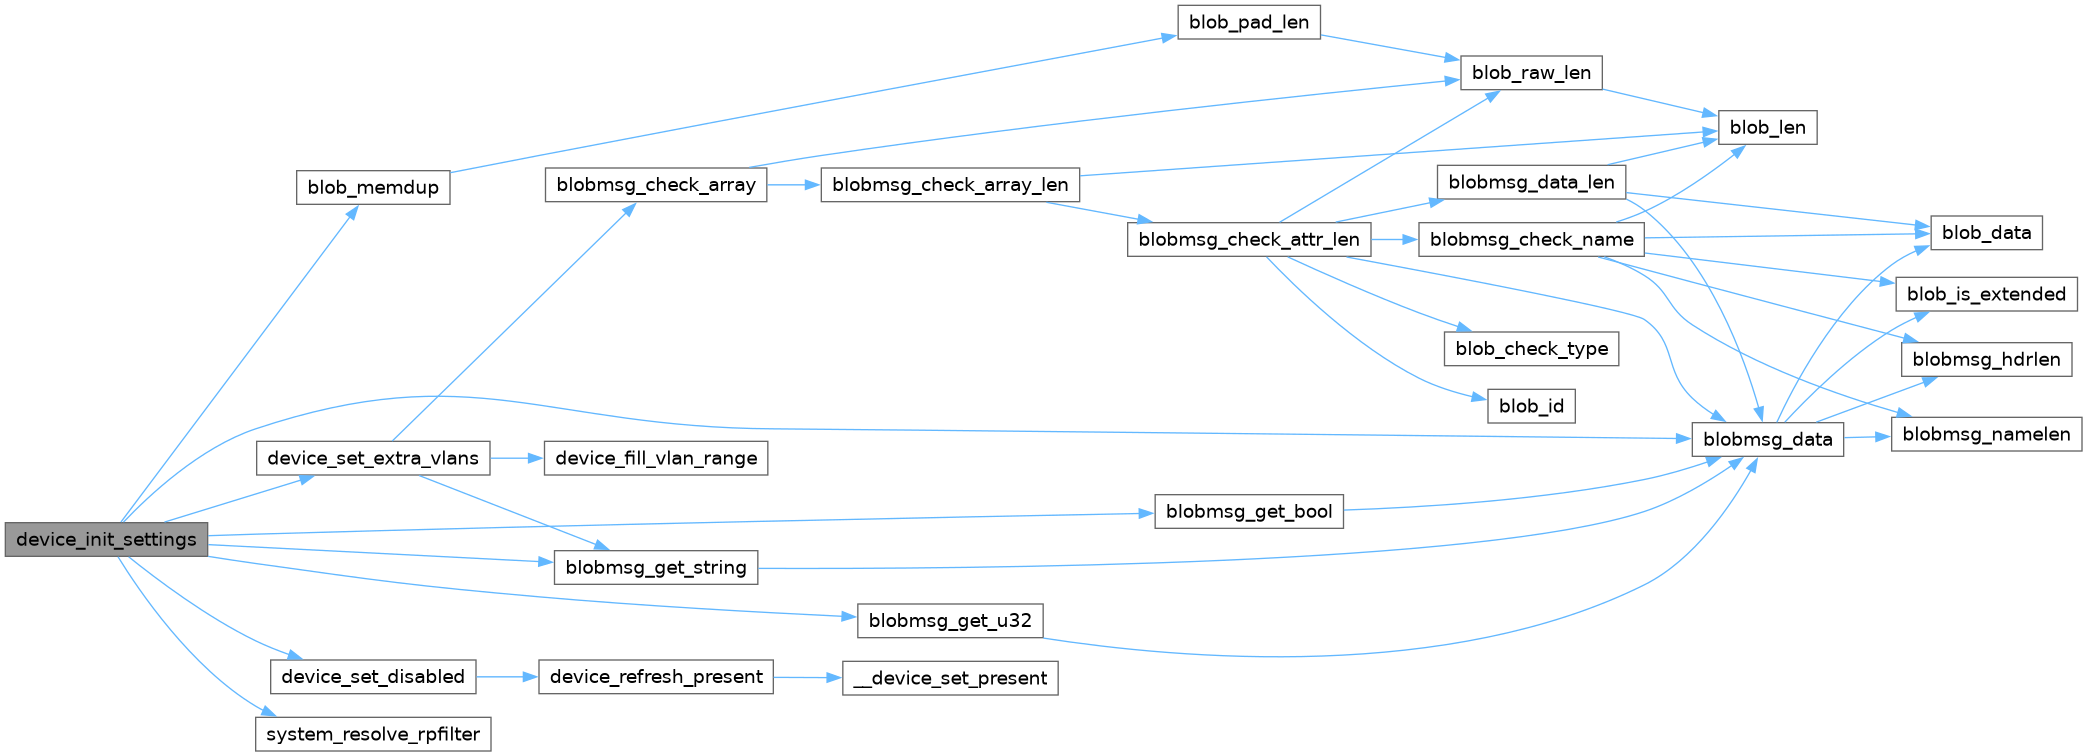 blob_pad_len
blob_raw_len
blob_len
blob_memdup
blobmsg_check_array
blobmsg_check_array_len
blobmsg_data_len
blobmsg_check_attr_len
blobmsg_check_name
blob_data
blob_is_extended
blob_check_type
blobmsg_hdrlen
blob_id
blobmsg_data
blobmsg_namelen
device_set_extra_vlans
device_fill_vlan_range
blobmsg_get_bool
device_init_settings
blobmsg_get_string
blobmsg_get_u32
device_set_disabled
device_refresh_present
__device_set_present
system_resolve_rpfilter